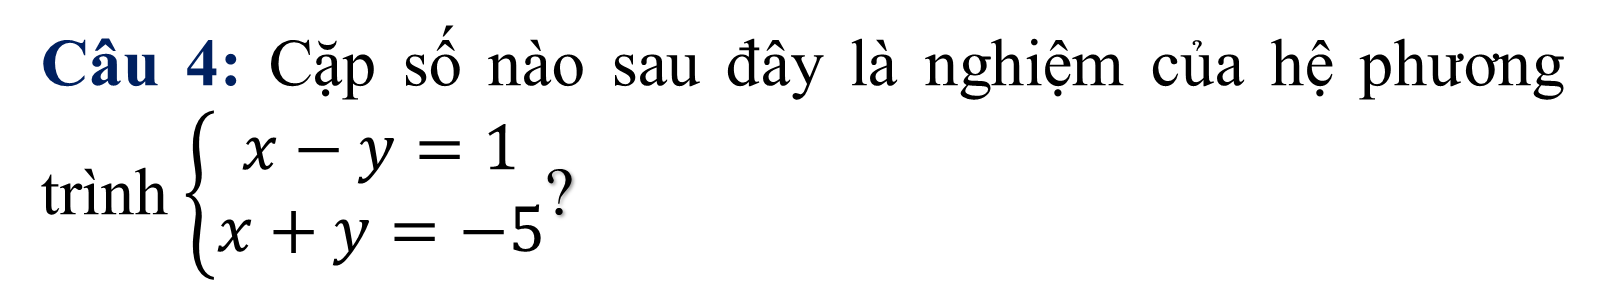 Câu 4: Cặp số nào sau đây là nghiệm của hệ phương
trình { x − y = 1
x + y = −5 ?